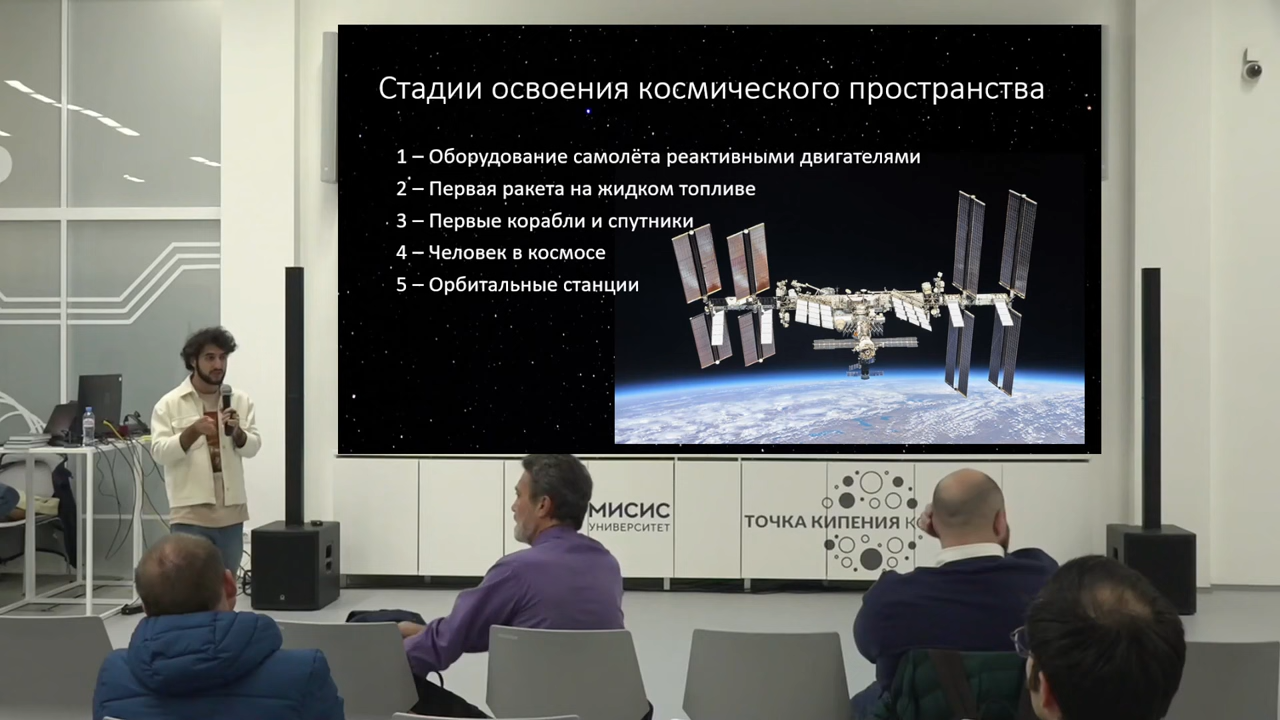 Стадии освоения космического пространства
1 – Оборудование самолёта реактивными двигателями
2 – Первая ракета на жидком топливе
3 – Первые корабли и спутники
4 – Человек в космосе
5 – Орбитальные станции
МИСИС
УНИВЕРСИТЕТ
ТОЧКА КИПЕНИЯ